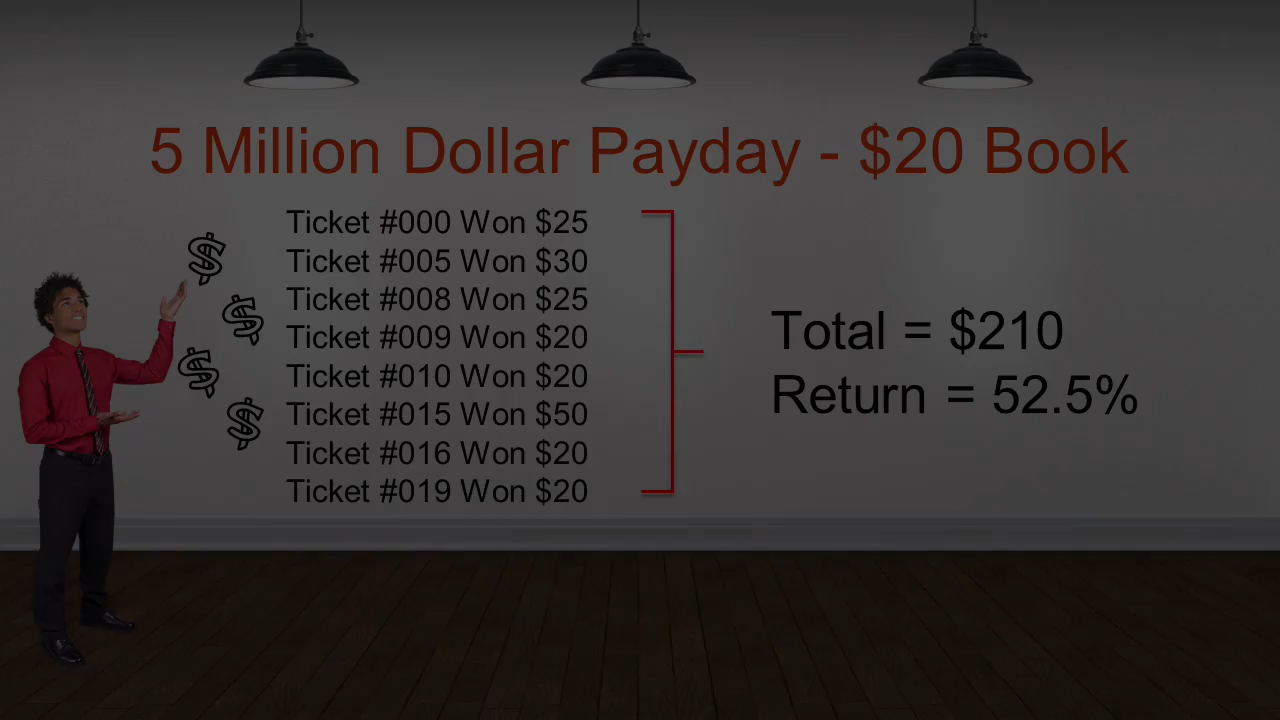 5 Million Dollar Payday - $20 Book
Ticket #000 Won $25
Ticket #005 Won $30
Ticket #008 Won $25
Ticket #009 Won $20
Ticket #010 Won $20
Ticket #015 Won $50
Ticket #016 Won $20
Ticket #019 Won $20
Total = $210
Return = 52.5%